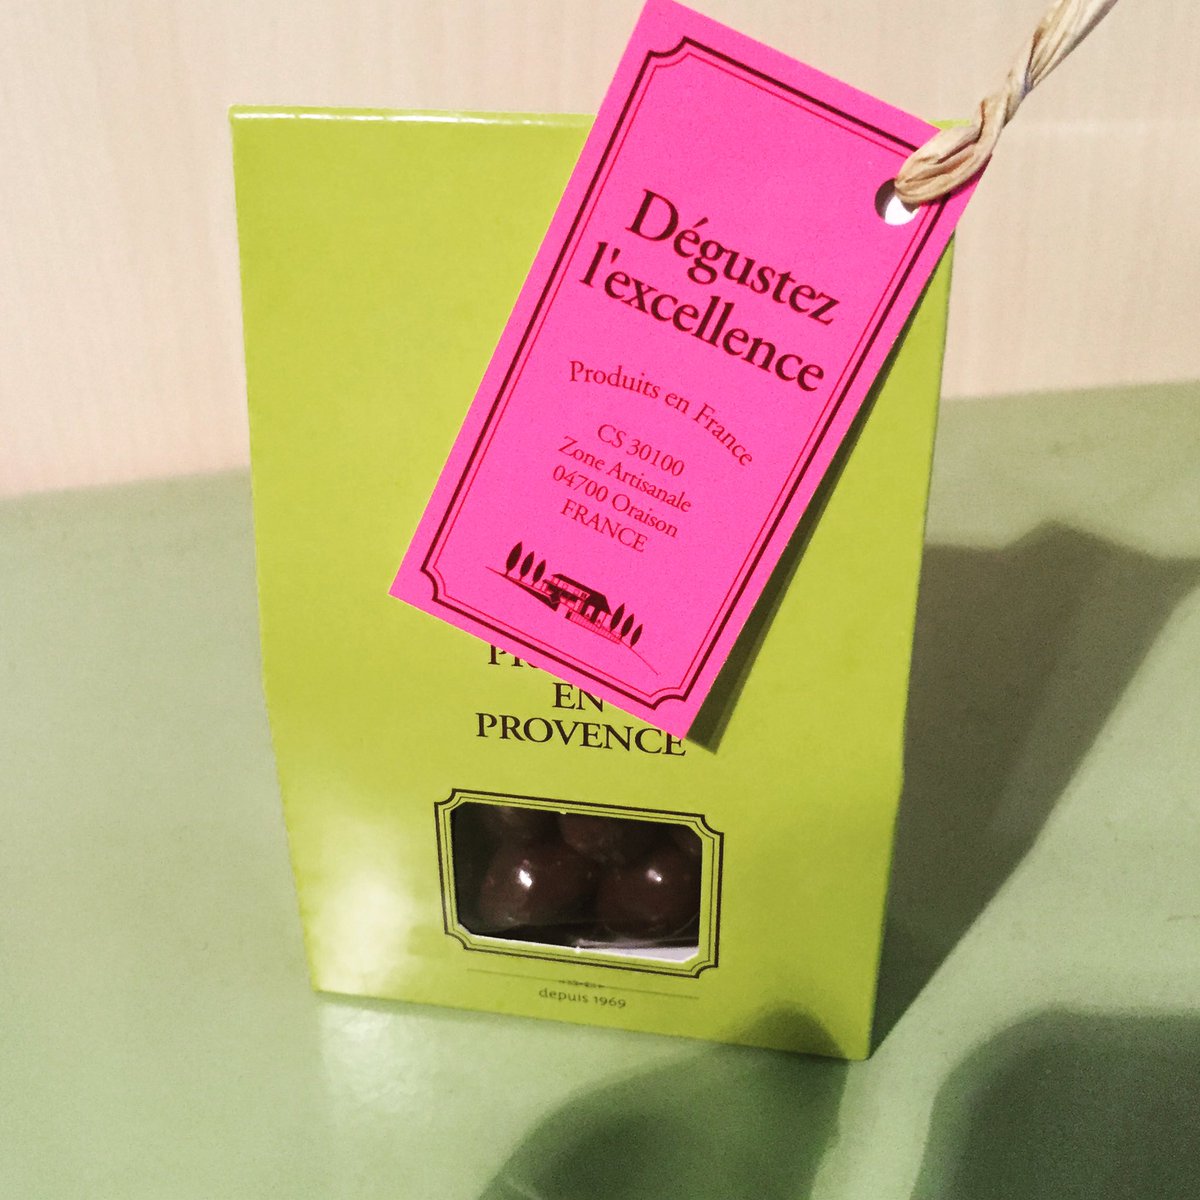 Dégustez
l'excellence
Produits en France
CS 30100
Zone Artisanale
04700 Oraison
FRANCE
EN
PROVENCE
depuis 1969